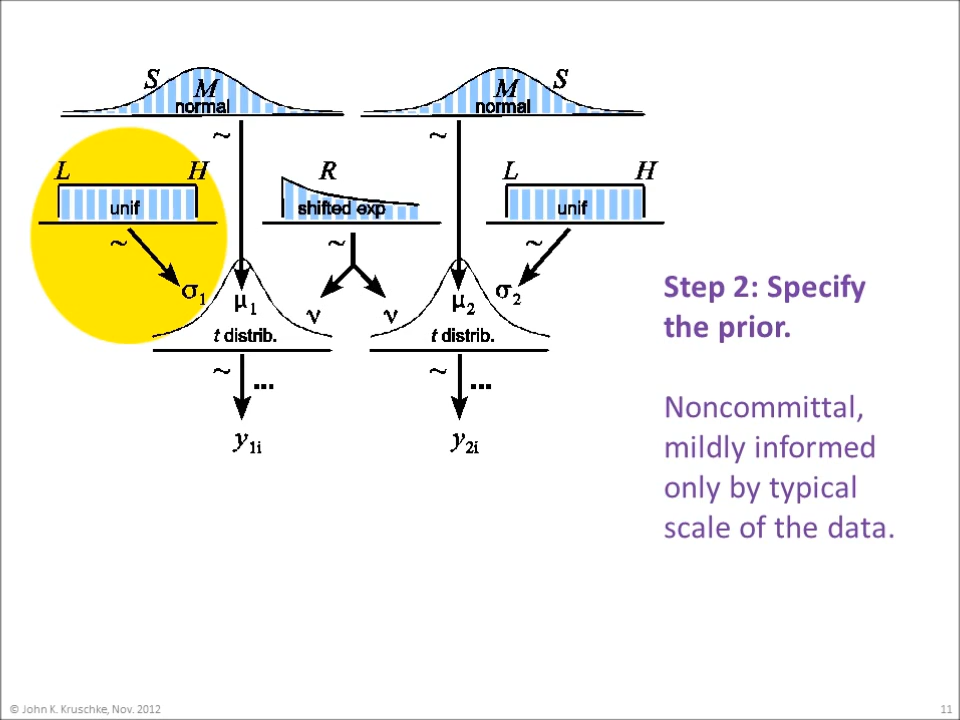 S M normal M S normal
~ ~
L H R L H
unif shifted exp unif
~ ~ ~
σ1 μ1 ν ν μ2 σ2
t distrib. t distrib.
~ ... ~ ...
y1i y2i
Step 2: Specify
the prior.
Noncommittal,
mildly informed
only by typical
scale of the data.
© John K. Kruschke, Nov. 2012
11